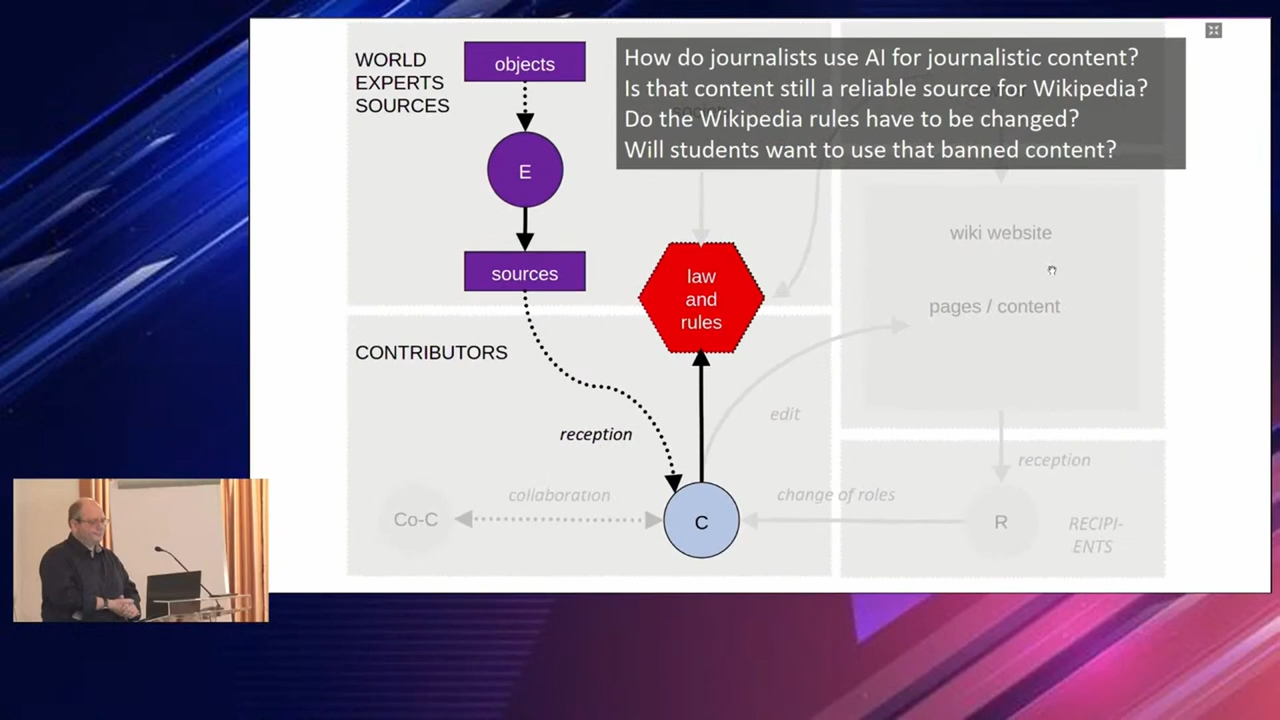 WORLD
EXPERTS
SOURCES
objects
E
sources
How do journalists use AI for journalistic content?
Is that content still a reliable source for Wikipedia?
Do the Wikipedia rules have to be changed?
Will students want to use that banned content?
law
and
rules
wiki website
pages / content
CONTRIBUTORS
reception
edit
collaboration
change of roles
Co-C
C
reception
R
RECIPI-
ENTS